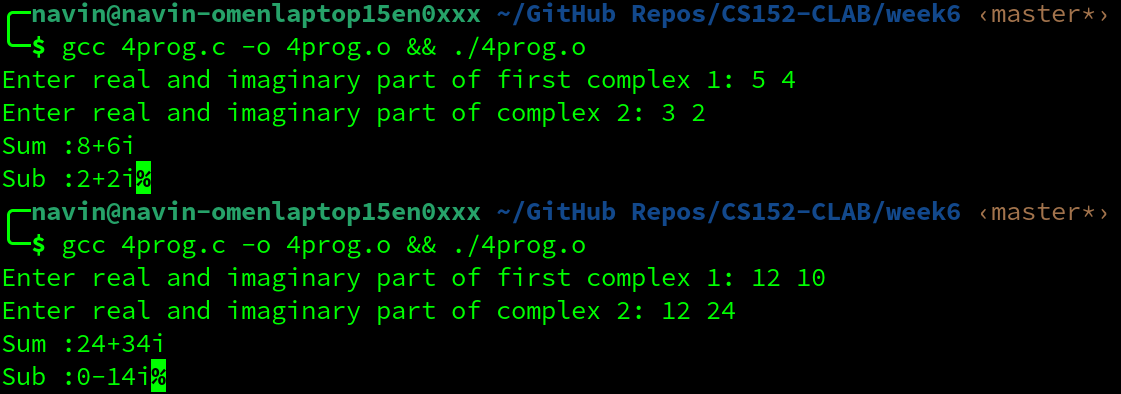 navin@navin-omenlaptop15en0xxx ~/GitHub Repos/CS152-CLAB/week6 ‹master*›
$ gcc 4prog.c -o 4prog.o && ./4prog.o
Enter real and imaginary part of first complex 1: 5 4
Enter real and imaginary part of complex 2: 3 2
Sum :8+6i
Sub :2+2i%
navin@navin-omenlaptop15en0xxx ~/GitHub Repos/CS152-CLAB/week6 ‹master*›
$ gcc 4prog.c -o 4prog.o && ./4prog.o
Enter real and imaginary part of first complex 1: 12 10
Enter real and imaginary part of complex 2: 12 24
Sum :24+34i
Sub :0-14i%